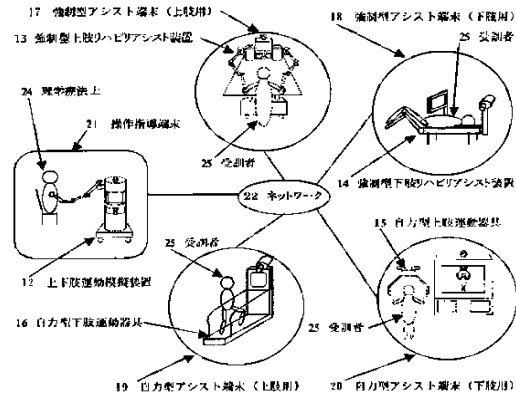 17 強制型アシスト端末（上肢用）
13 強制型上肢リハビリアシスト装置
18 強制型アシスト端末（下肢用）
25 受訓者
24 理学療法士
21 操作指導端末
25 受訓者
14 強制型下肢リハビリアシスト装置
22 ネットワーク
15 自力型上肢運動器具
25 受訓者
12 上下肢運動模擬装置
16 自力型下肢運動器具
25 受訓者
19 自力型アシスト端末（上肢用）
20 自力型アシスト端末（下肢用）